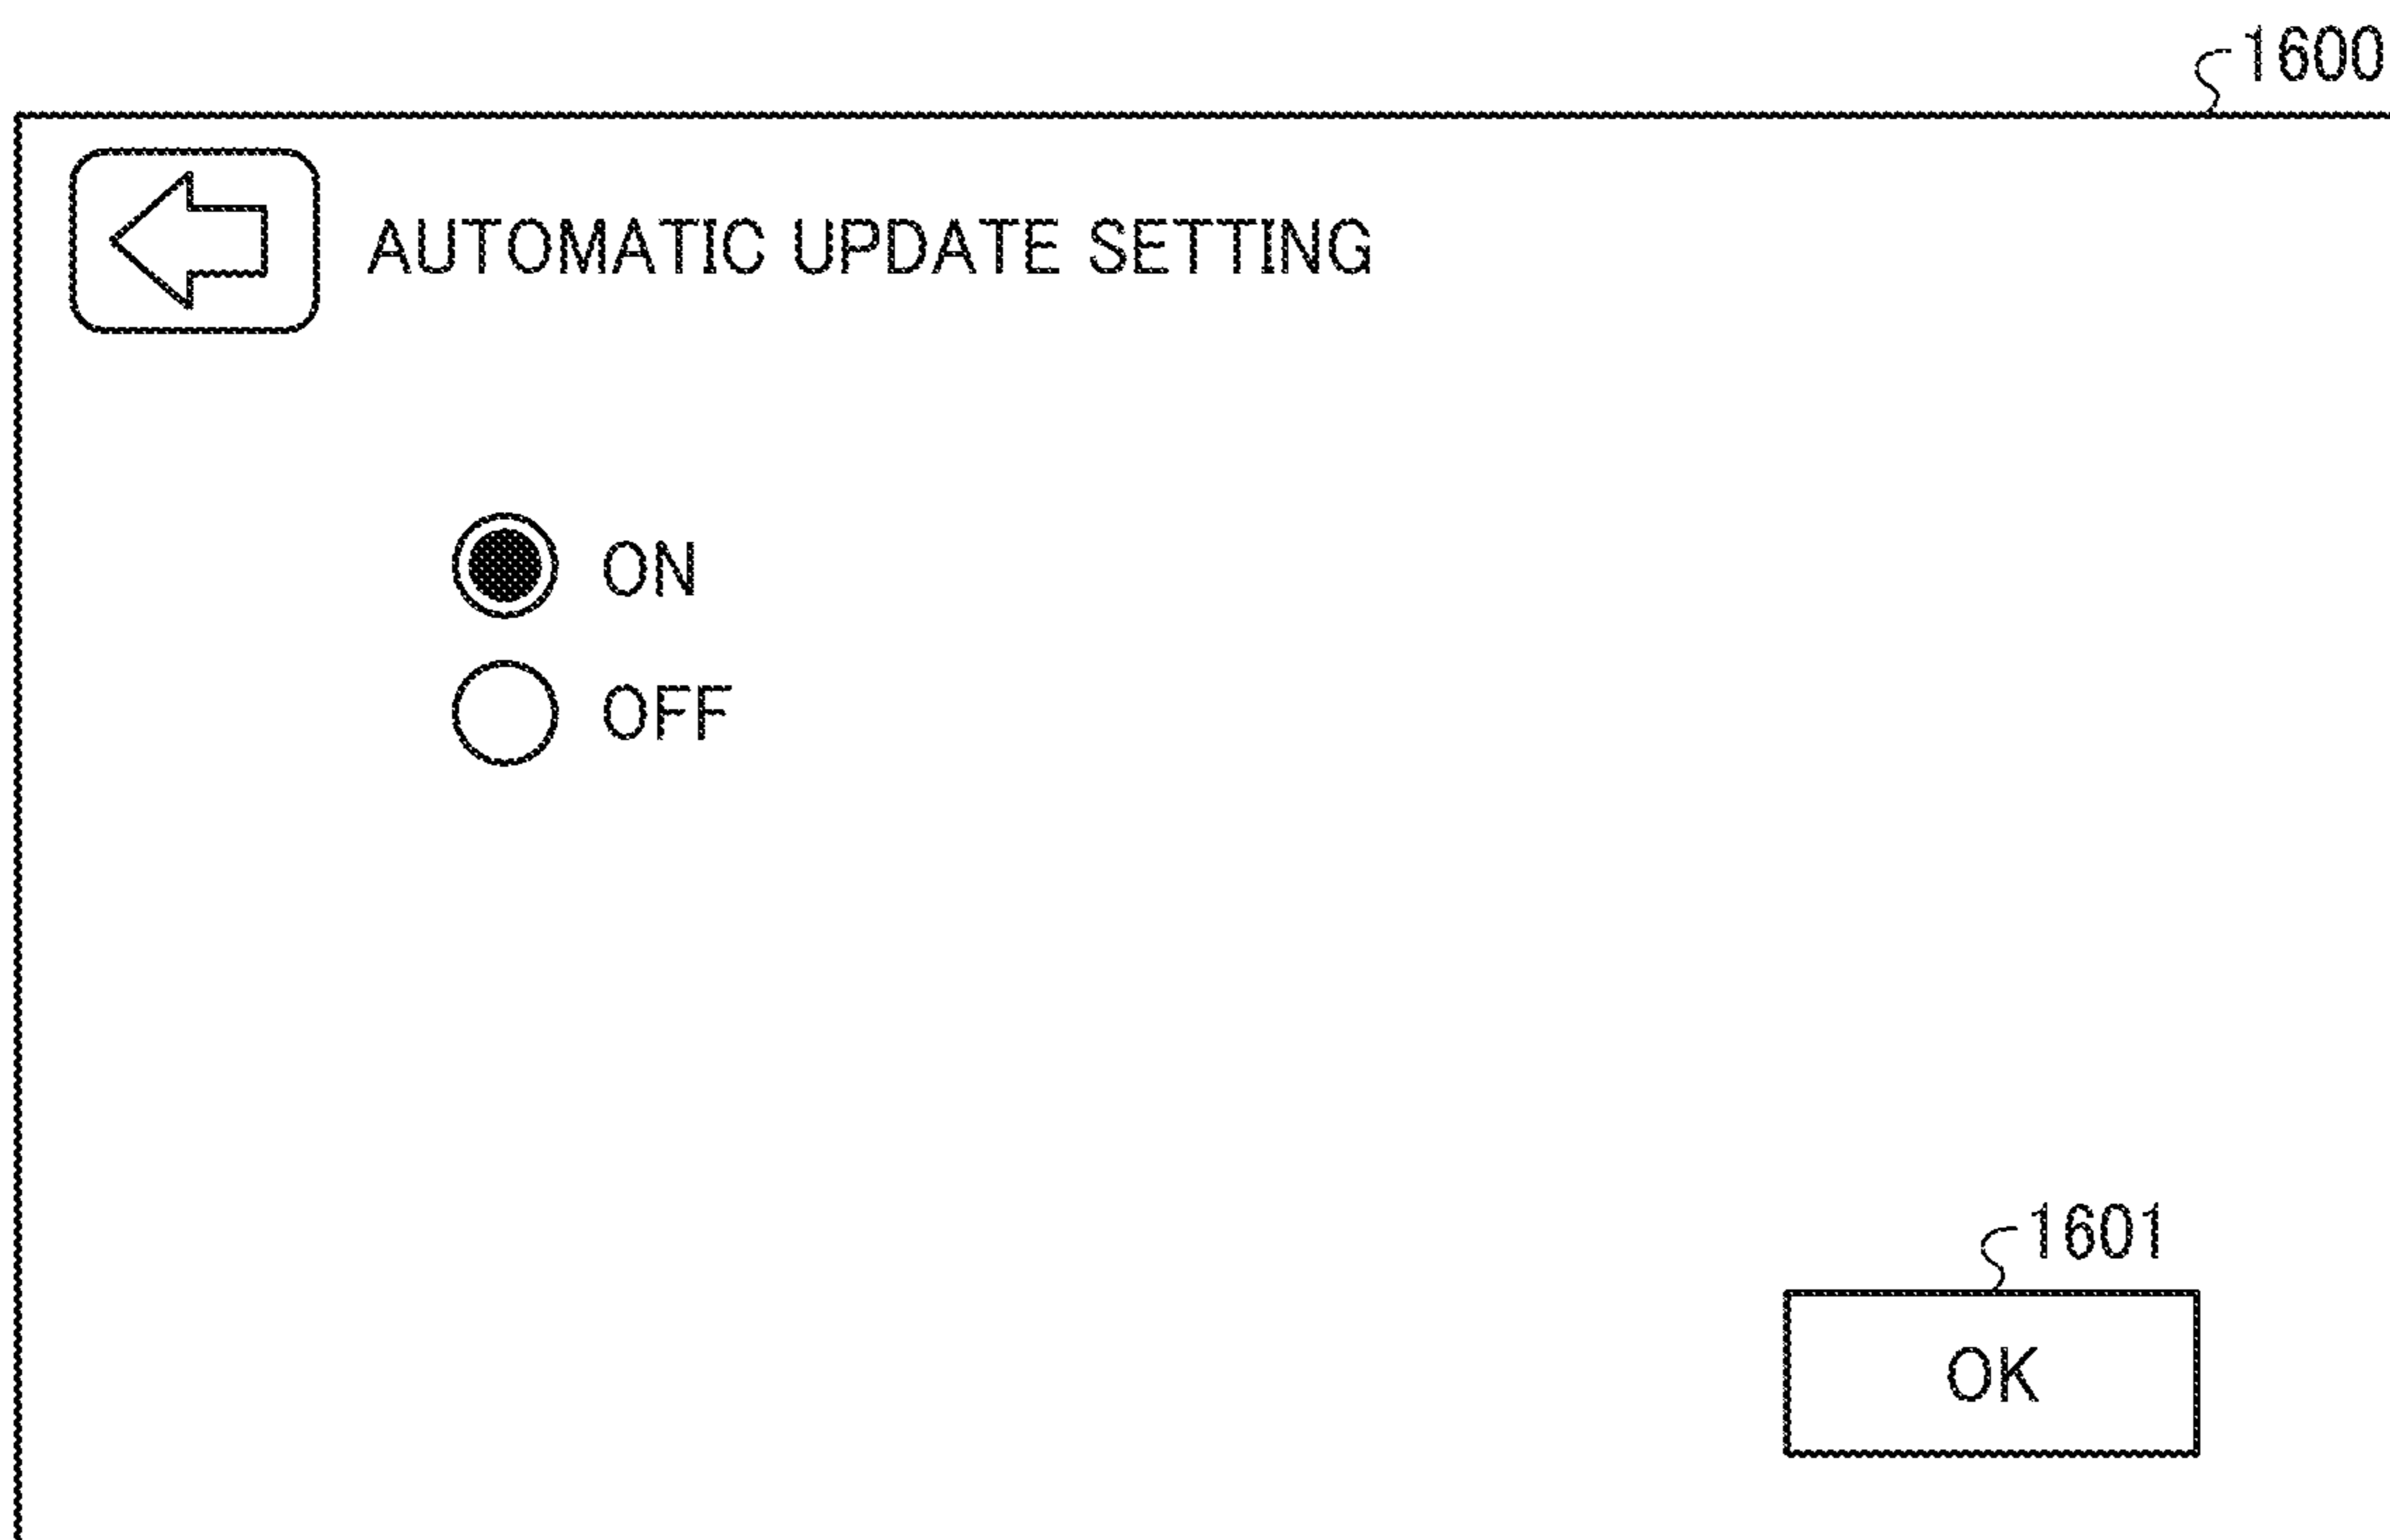 1600
AUTOMATIC UPDATE SETTING
ON
OFF
1601
OK